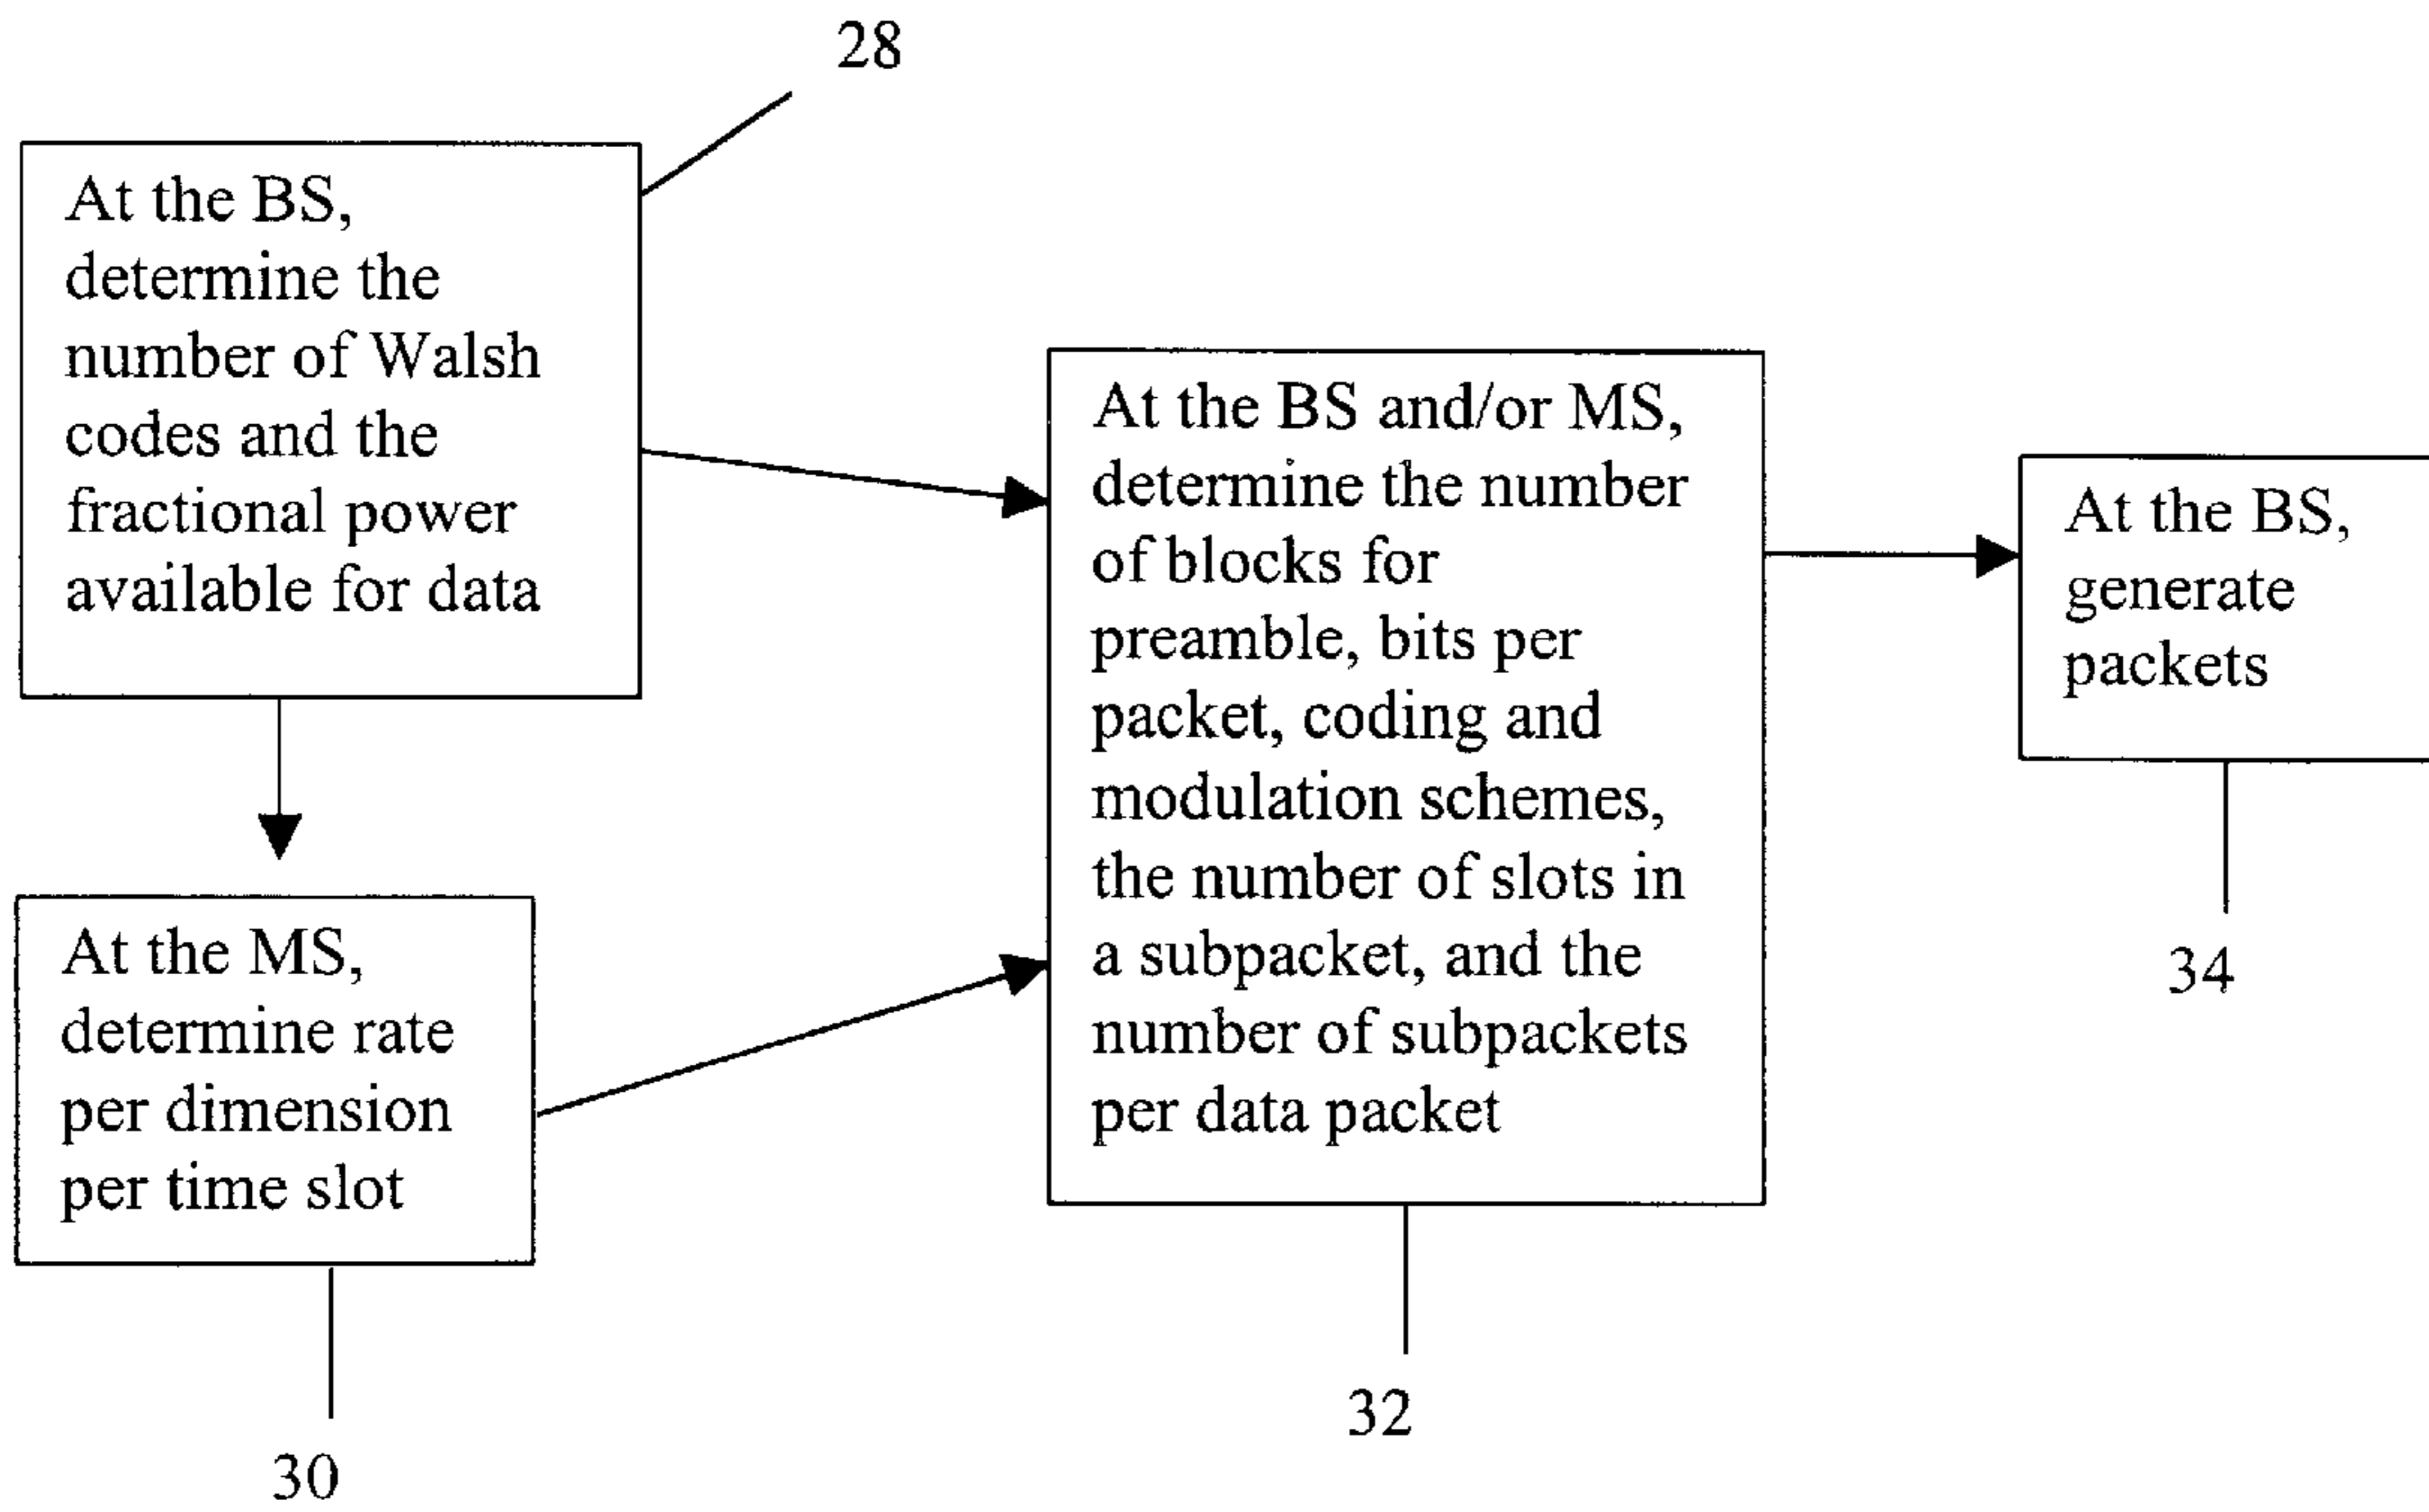 28
At the BS,
determine the
number of Walsh
codes and the
fractional power
available for data
At the MS,
determine rate
per dimension
per time slot
30
At the BS and/or MS,
determine the number
of blocks for
preamble, bits per
packet, coding and
modulation schemes,
the number of slots in
a subpacket, and the
number of subpackets
per data packet
32
At the BS,
generate
packets
34